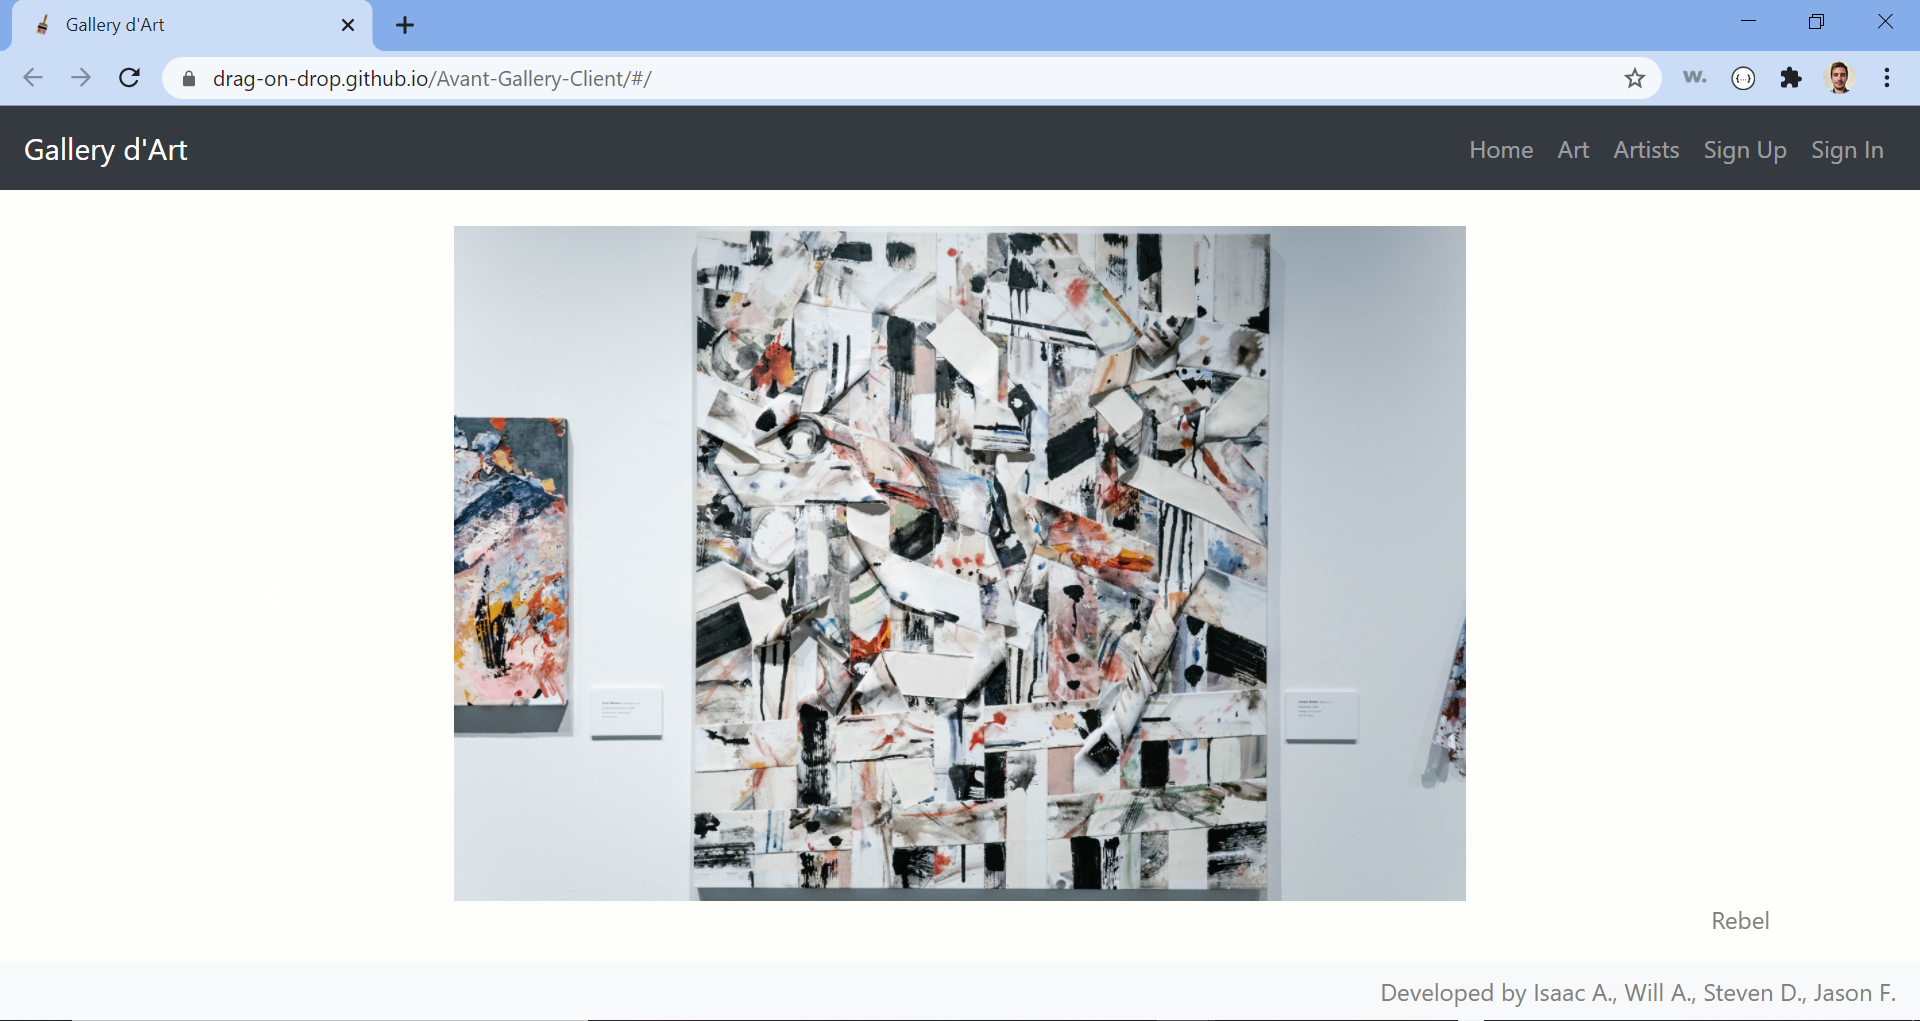 Gallery d'Art
drag-on-drop.github.io/Avant-Gallery-Client/#/
w.
Gallery d'Art
Home Art Artists Sign Up Sign In
Rebel
Developed by Isaac A., Will A., Steven D., Jason F.